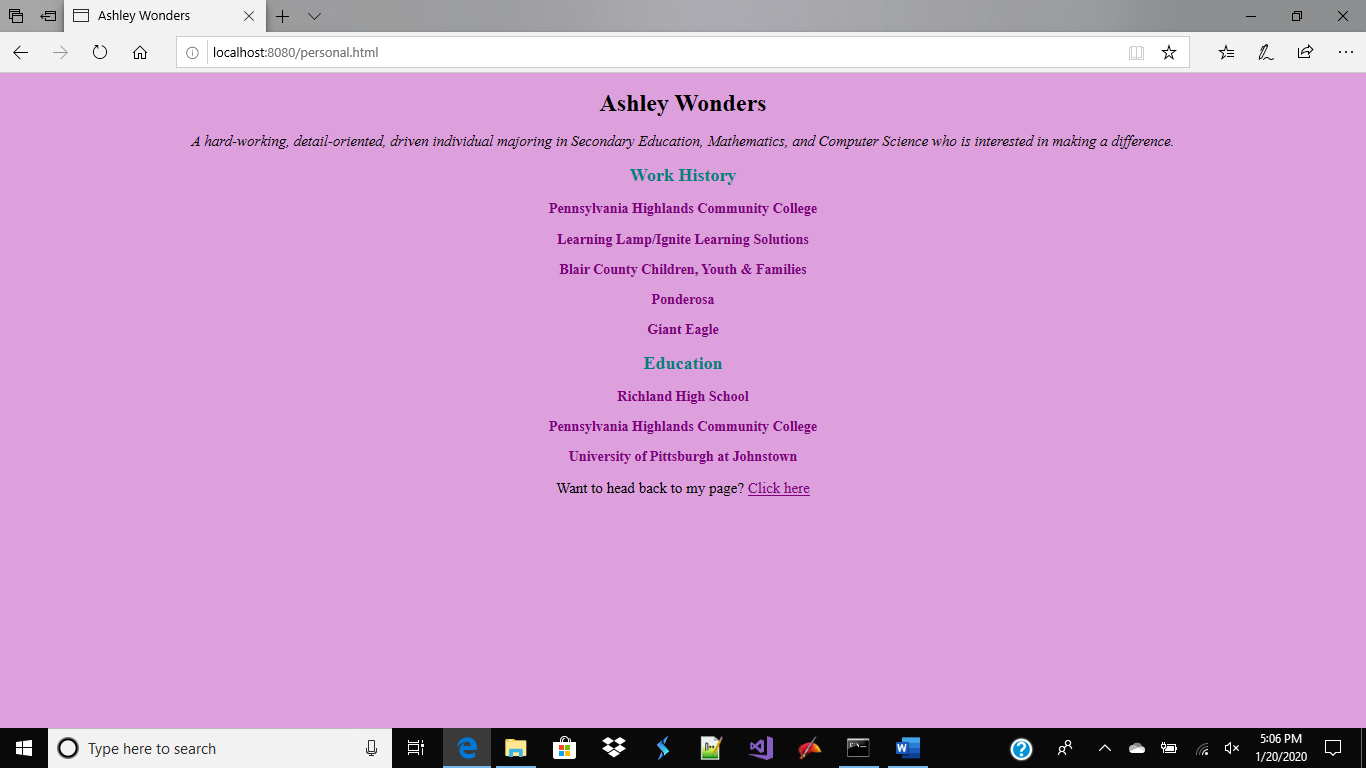 Ashley Wonders
localhost:8080/personal.html
Ashley Wonders
A hard-working, detail-oriented, driven individual majoring in Secondary Education, Mathematics, and Computer Science who is interested in making a difference.
Work History
Pennsylvania Highlands Community College
Learning Lamp/Ignite Learning Solutions
Blair County Children, Youth & Families
Ponderosa
Giant Eagle
Education
Richland High School
Pennsylvania Highlands Community College
University of Pittsburgh at Johnstown
Want to head back to my page? Click here
Type here to search
5:06 PM
1/20/2020